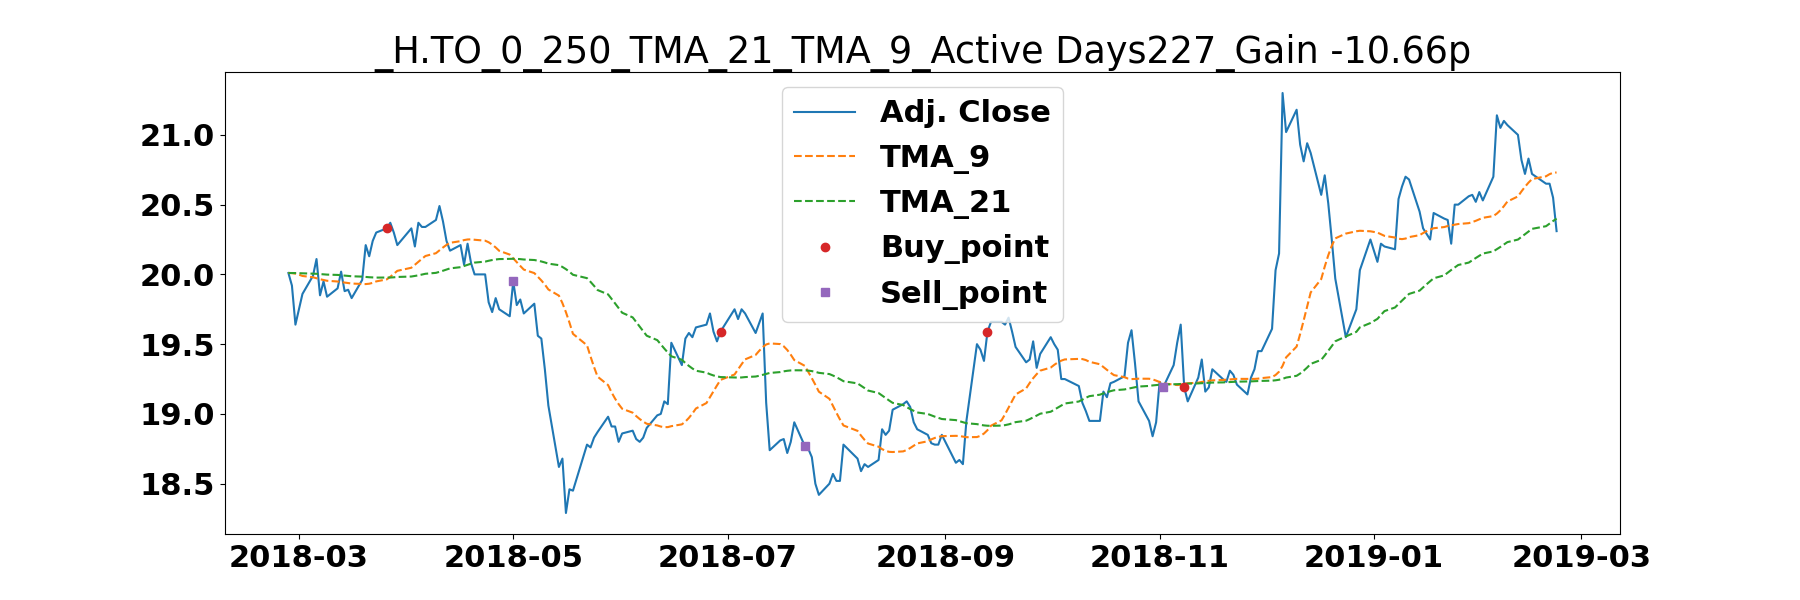 _H.TO_0_250_TMA_21_TMA_9_Active Days227_Gain -10.66p
Adj. Close
TMA_9
TMA_21
Buy_point
Sell_point
21.0
20.5
20.0
19.5
19.0
18.5
2018-03 2018-05 2018-07 2018-09 2018-11 2019-01 2019-03